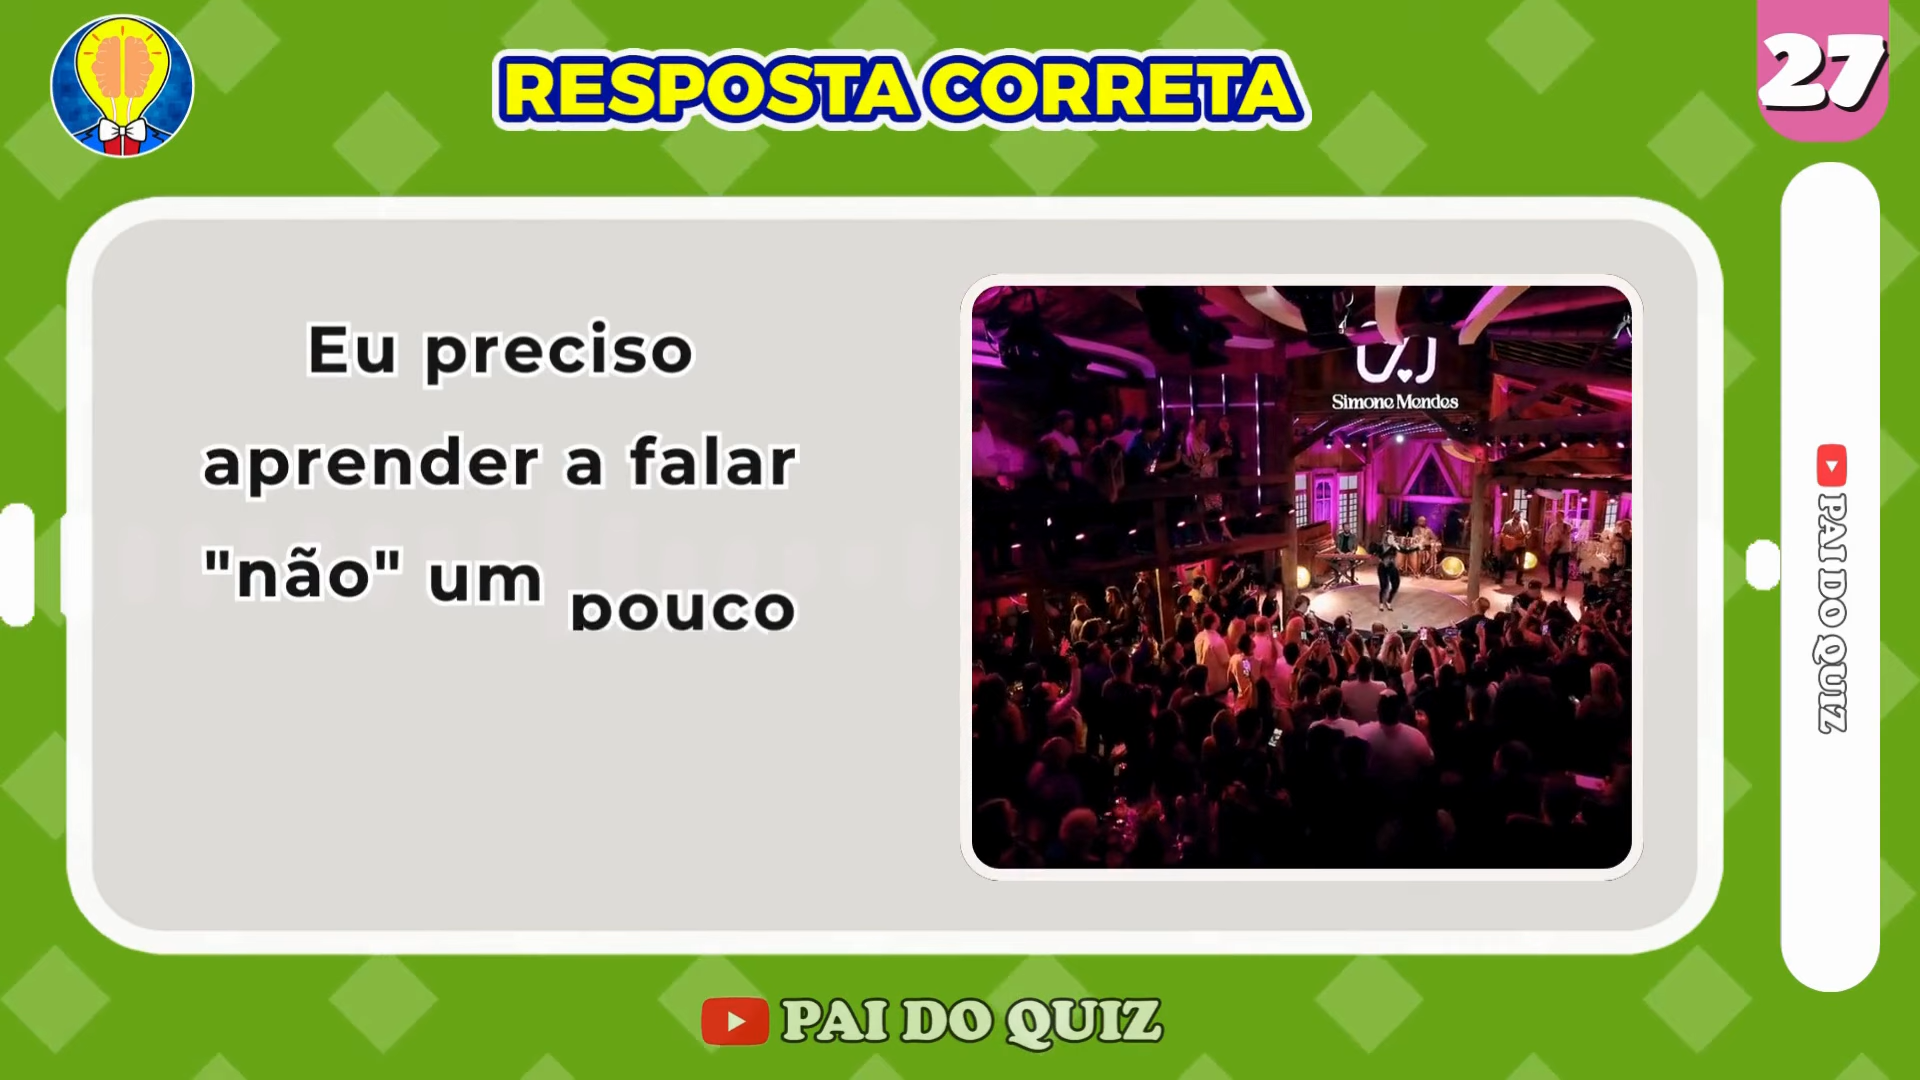 RESPOSTA CORRETA
27
Eu preciso
aprender a falar
"não" um pouco
Simone Mendes
PAI DO QUIZ
PAI DO QUIZ